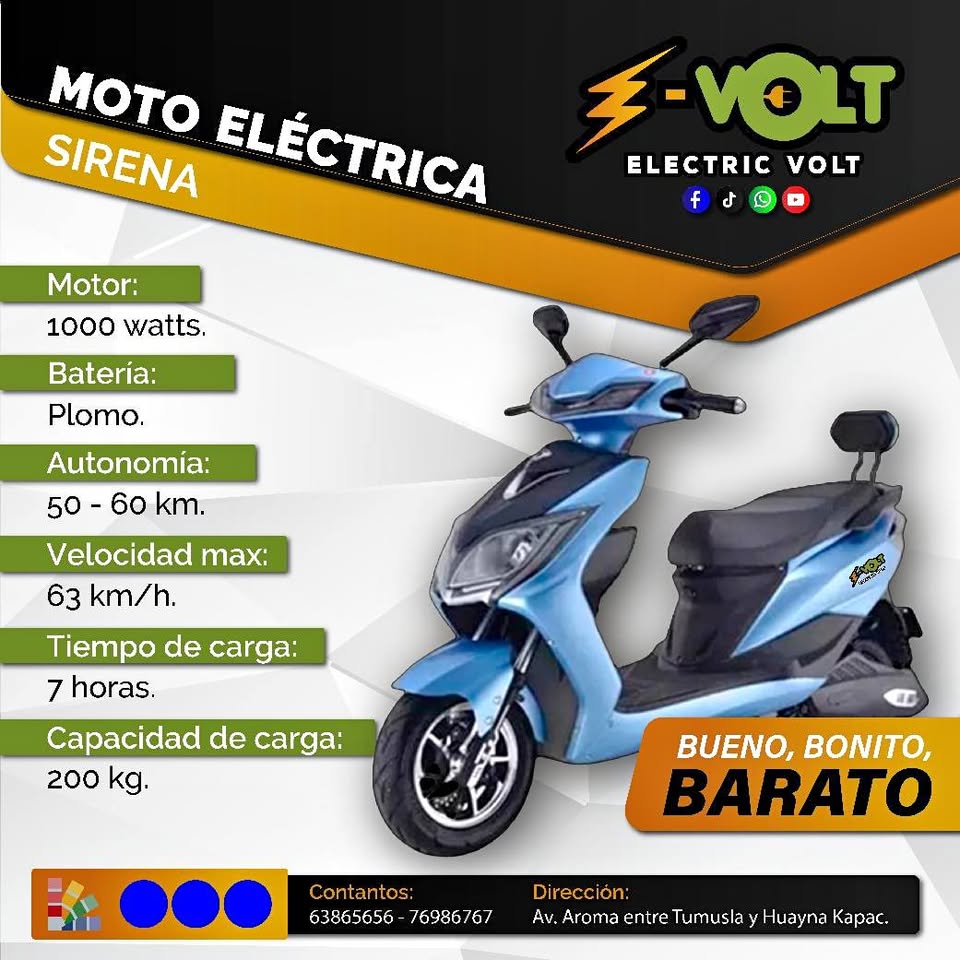 MOTO ELÉCTRICA
SIRENA
-VOLT
ELECTRIC VOLT
Motor:
1000 watts.
Batería:
Plomo.
Autonomía:
50 - 60 km.
Velocidad max:
63 km/h.
Tiempo de carga:
7 horas.
Capacidad de carga:
200 kg.
-VOLT
BUENO, BONITO,
BARATO
Contantos:
63865656 - 76986767
Dirección:
Av. Aroma entre Tumusla y Huayna Kapac.